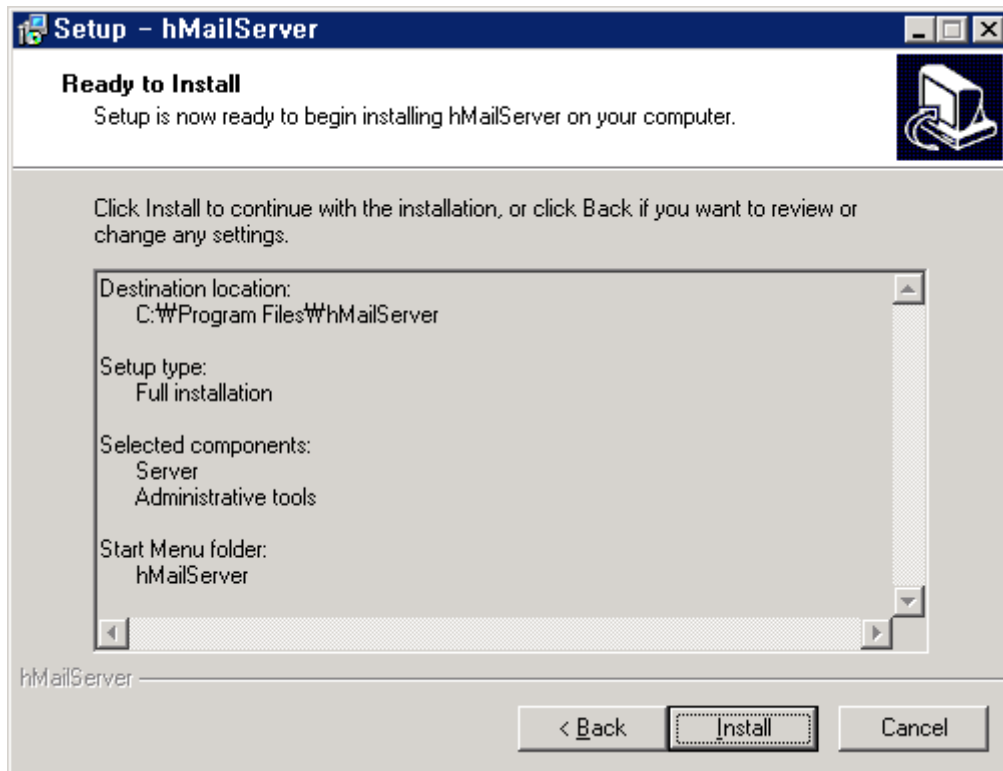 Setup - hMailServer
Ready to Install
Setup is now ready to begin installing hMailServer on your computer.
Click Install to continue with the installation, or click Back if you want to review or
change any settings.
Destination location:
C:₩Program Files₩hMailServer
Setup type:
Full installation
Selected components:
Server
Administrative tools
Start Menu folder:
hMailServer
hMailServer
< Back
Install
Cancel